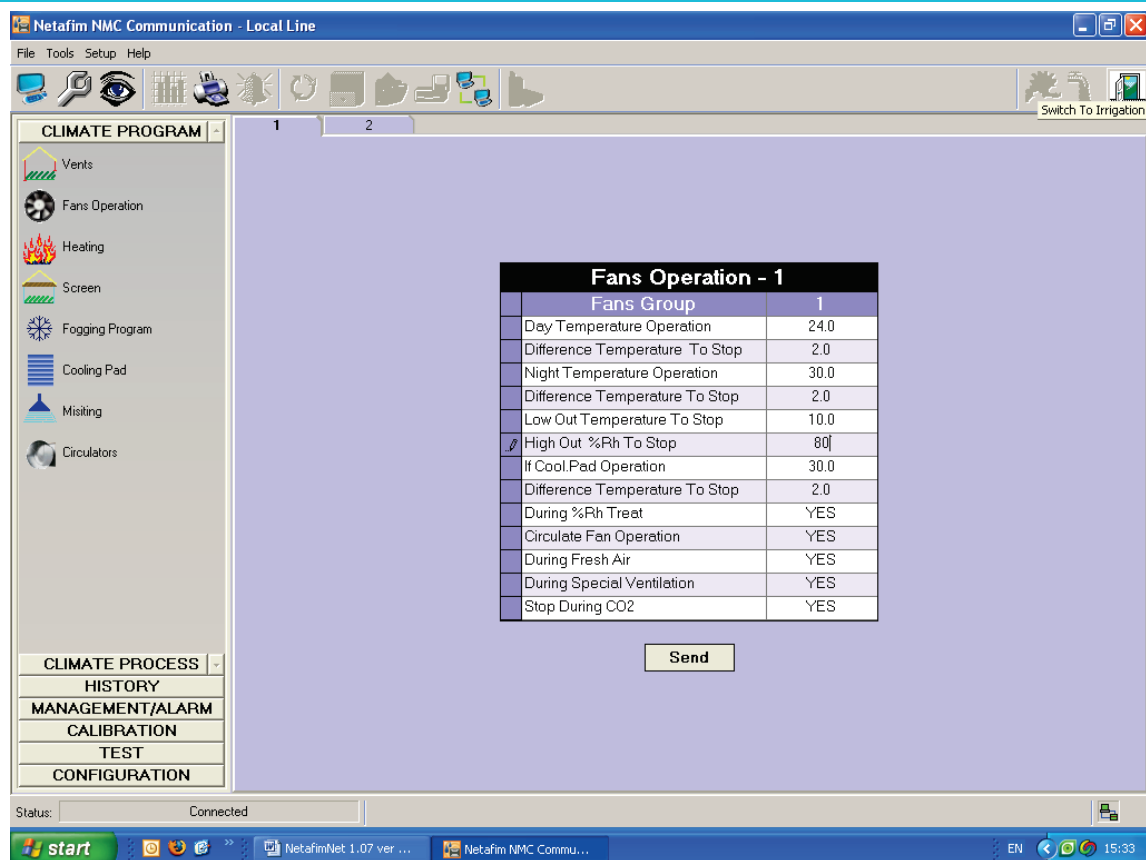 Netafim NMC Communication - Local Line
File Tools Setup Help
Switch To Irrigation
CLIMATE PROGRAM
1 2
Vents
Fans Operation
Heating
Screen
Fogging Program
Cooling Pad
Misiting
Circulators
Fans Operation - 1
Fans Group 1
Day Temperature Operation 24.0
Difference Temperature To Stop 2.0
Night Temperature Operation 30.0
Difference Temperature To Stop 2.0
Low Out Temperature To Stop 10.0
High Out %Rh To Stop 80
If Cool.Pad Operation 30.0
Difference Temperature To Stop 2.0
During %Rh Treat YES
Circulate Fan Operation YES
During Fresh Air YES
During Special Ventilation YES
Stop During CO2 YES
Send
CLIMATE PROCESS
HISTORY
MANAGEMENT/ALARM
CALIBRATION
TEST
CONFIGURATION
Status: Connected
start NetafimNet 1.07 ver ... Netafim NMC Commu... EN 15:33